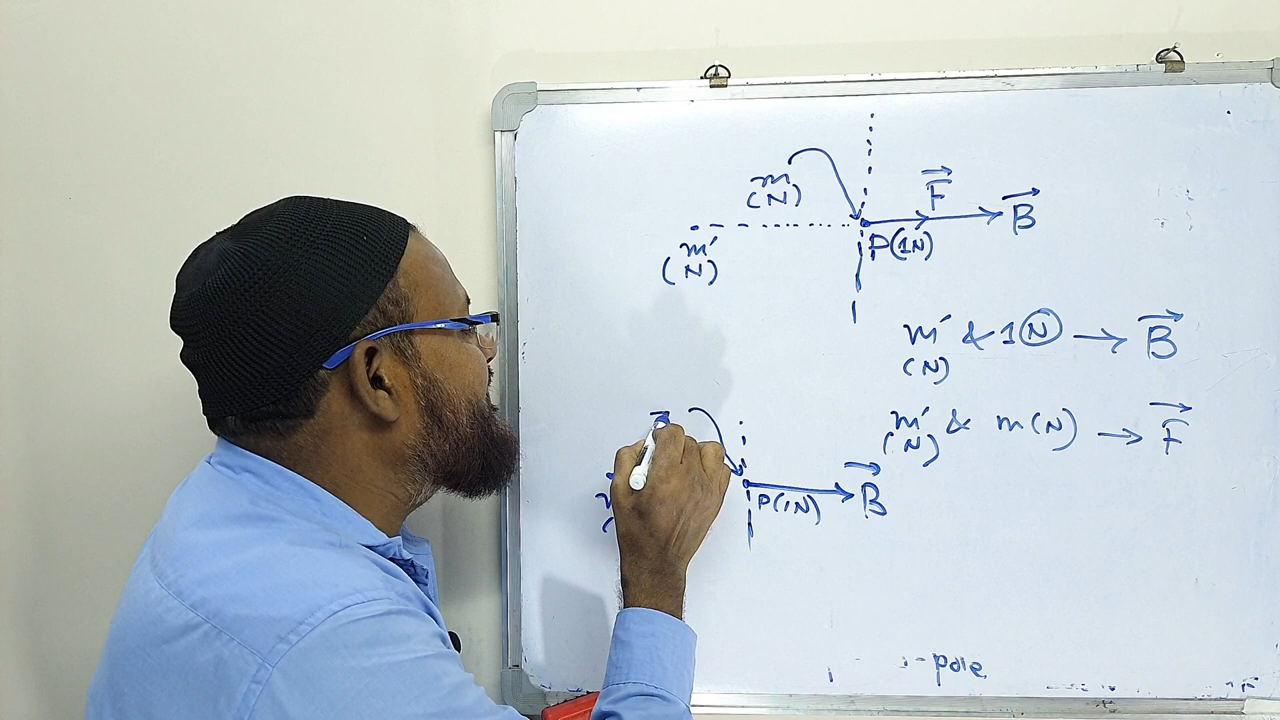 m
(N)
F
B
m'
(N)
P(1N)
m' & 1 N → B
(N)
m' & m(N) → F
(N)
P(1N)
B
-pole